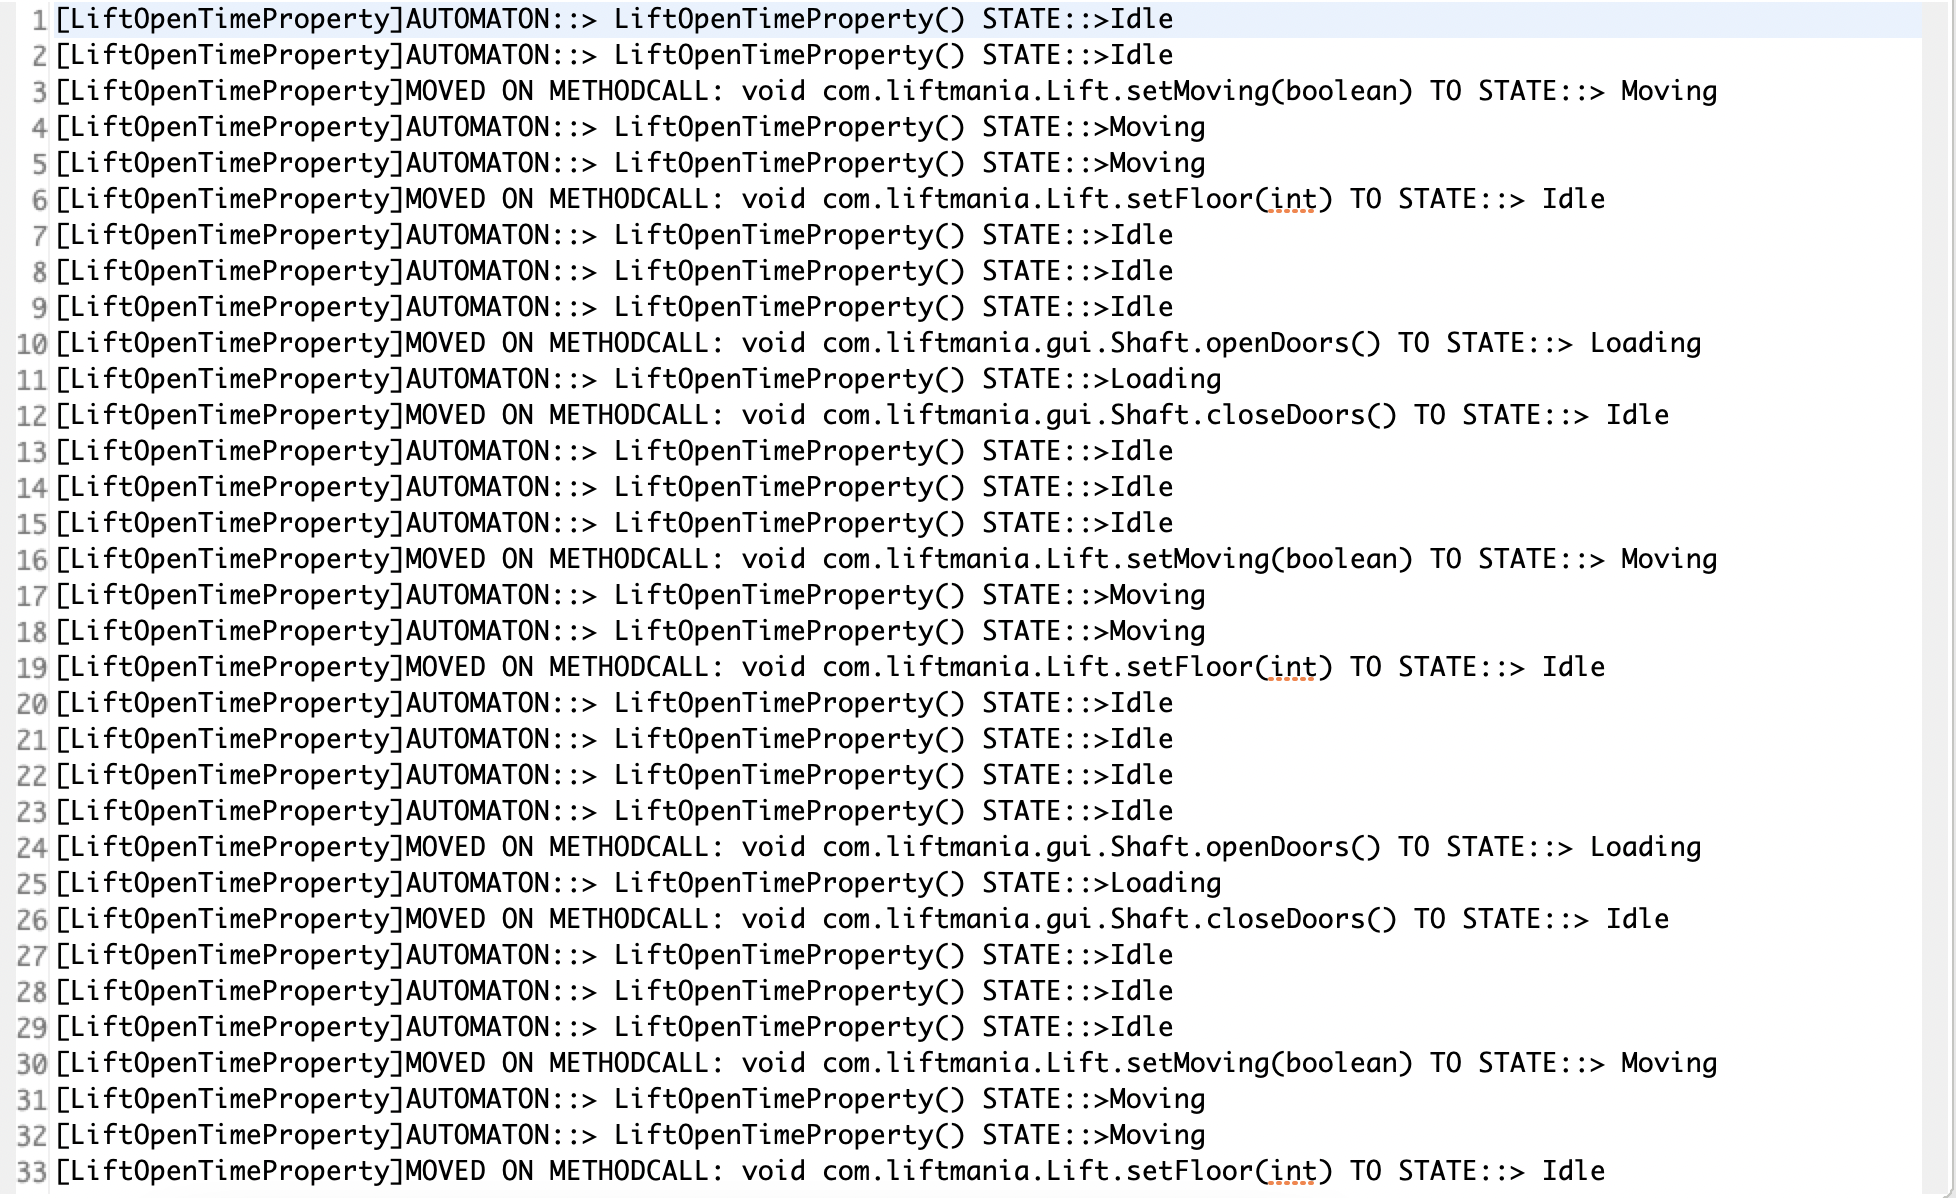 1 [LiftOpenTimeProperty]AUTOMATON::> LiftOpenTimeProperty() STATE::>Idle
2 [LiftOpenTimeProperty]AUTOMATON::> LiftOpenTimeProperty() STATE::>Idle
3 [LiftOpenTimeProperty]MOVED ON METHODCALL: void com.liftmania.Lift.setMoving(boolean) TO STATE::> Moving
4 [LiftOpenTimeProperty]AUTOMATON::> LiftOpenTimeProperty() STATE::>Moving
5 [LiftOpenTimeProperty]AUTOMATON::> LiftOpenTimeProperty() STATE::>Moving
6 [LiftOpenTimeProperty]MOVED ON METHODCALL: void com.liftmania.Lift.setFloor(int) TO STATE::> Idle
7 [LiftOpenTimeProperty]AUTOMATON::> LiftOpenTimeProperty() STATE::>Idle
8 [LiftOpenTimeProperty]AUTOMATON::> LiftOpenTimeProperty() STATE::>Idle
9 [LiftOpenTimeProperty]AUTOMATON::> LiftOpenTimeProperty() STATE::>Idle
10 [LiftOpenTimeProperty]MOVED ON METHODCALL: void com.liftmania.gui.Shaft.openDoors() TO STATE::> Loading
11 [LiftOpenTimeProperty]AUTOMATON::> LiftOpenTimeProperty() STATE::>Loading
12 [LiftOpenTimeProperty]MOVED ON METHODCALL: void com.liftmania.gui.Shaft.closeDoors() TO STATE::> Idle
13 [LiftOpenTimeProperty]AUTOMATON::> LiftOpenTimeProperty() STATE::>Idle
14 [LiftOpenTimeProperty]AUTOMATON::> LiftOpenTimeProperty() STATE::>Idle
15 [LiftOpenTimeProperty]AUTOMATON::> LiftOpenTimeProperty() STATE::>Idle
16 [LiftOpenTimeProperty]MOVED ON METHODCALL: void com.liftmania.Lift.setMoving(boolean) TO STATE::> Moving
17 [LiftOpenTimeProperty]AUTOMATON::> LiftOpenTimeProperty() STATE::>Moving
18 [LiftOpenTimeProperty]AUTOMATON::> LiftOpenTimeProperty() STATE::>Moving
19 [LiftOpenTimeProperty]MOVED ON METHODCALL: void com.liftmania.Lift.setFloor(int) TO STATE::> Idle
20 [LiftOpenTimeProperty]AUTOMATON::> LiftOpenTimeProperty() STATE::>Idle
21 [LiftOpenTimeProperty]AUTOMATON::> LiftOpenTimeProperty() STATE::>Idle
22 [LiftOpenTimeProperty]AUTOMATON::> LiftOpenTimeProperty() STATE::>Idle
23 [LiftOpenTimeProperty]AUTOMATON::> LiftOpenTimeProperty() STATE::>Idle
24 [LiftOpenTimeProperty]MOVED ON METHODCALL: void com.liftmania.gui.Shaft.openDoors() TO STATE::> Loading
25 [LiftOpenTimeProperty]AUTOMATON::> LiftOpenTimeProperty() STATE::>Loading
26 [LiftOpenTimeProperty]MOVED ON METHODCALL: void com.liftmania.gui.Shaft.closeDoors() TO STATE::> Idle
27 [LiftOpenTimeProperty]AUTOMATON::> LiftOpenTimeProperty() STATE::>Idle
28 [LiftOpenTimeProperty]AUTOMATON::> LiftOpenTimeProperty() STATE::>Idle
29 [LiftOpenTimeProperty]AUTOMATON::> LiftOpenTimeProperty() STATE::>Idle
30 [LiftOpenTimeProperty]MOVED ON METHODCALL: void com.liftmania.Lift.setMoving(boolean) TO STATE::> Moving
31 [LiftOpenTimeProperty]AUTOMATON::> LiftOpenTimeProperty() STATE::>Moving
32 [LiftOpenTimeProperty]AUTOMATON::> LiftOpenTimeProperty() STATE::>Moving
33 [LiftOpenTimeProperty]MOVED ON METHODCALL: void com.liftmania.Lift.setFloor(int) TO STATE::> Idle